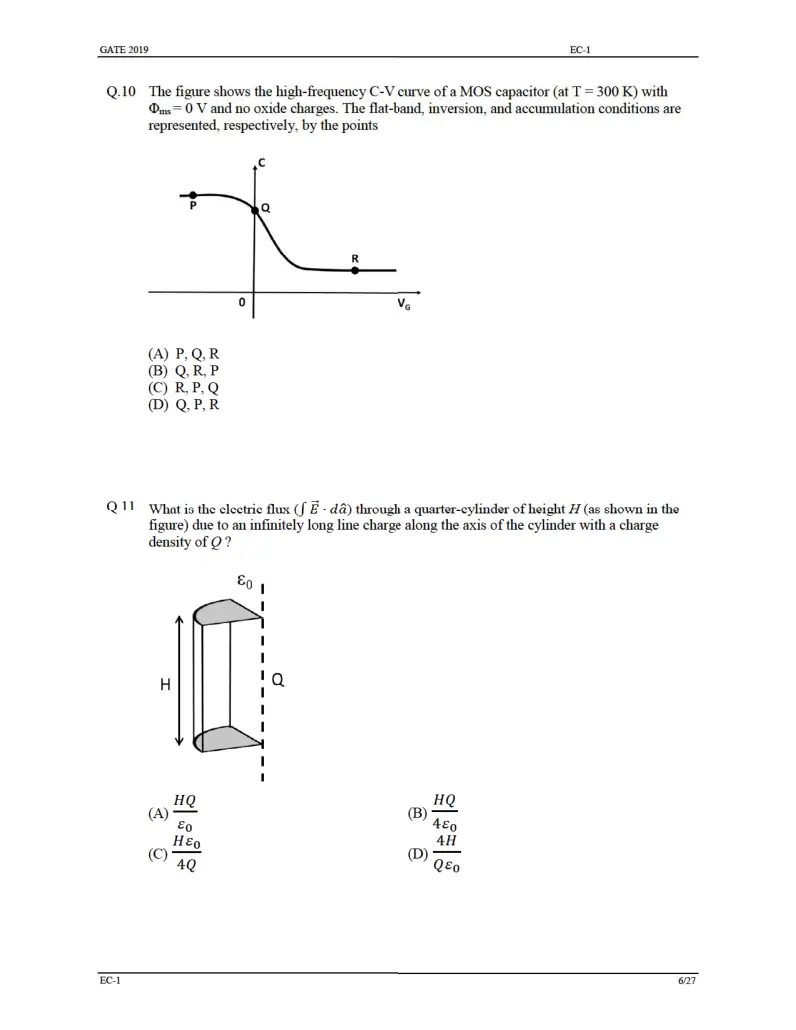 GATE 2019 EC-1
Q.10 The figure shows the high-frequency C-V curve of a MOS capacitor (at T = 300 K) with
Φms = 0 V and no oxide charges. The flat-band, inversion, and accumulation conditions are
represented, respectively, by the points
C
P
Q
R
0
V_G
(A) P, Q, R
(B) Q, R, P
(C) R, P, Q
(D) Q, P, R
Q 11 What is the electric flux (∫ E⃗ · dâ) through a quarter-cylinder of height H (as shown in the
figure) due to an infinitely long line charge along the axis of the cylinder with a charge
density of Q ?
ε₀
H
Q
(A) HQ/ε₀ (B) HQ/4ε₀
(C) Hε₀/4Q (D) 4H/Qε₀
EC-1 6/27